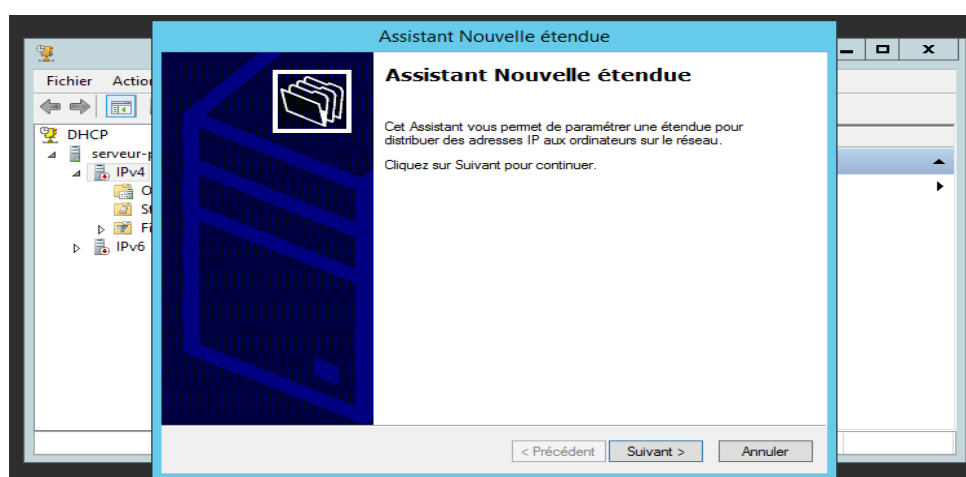 Assistant Nouvelle étendue
Fichier Action
DHCP
serveur-p
IPv4
IPv6
Assistant Nouvelle étendue
Cet Assistant vous permet de paramétrer une étendue pour
distribuer des adresses IP aux ordinateurs sur le réseau.
Cliquez sur Suivant pour continuer.
< Précédent Suivant > Annuler